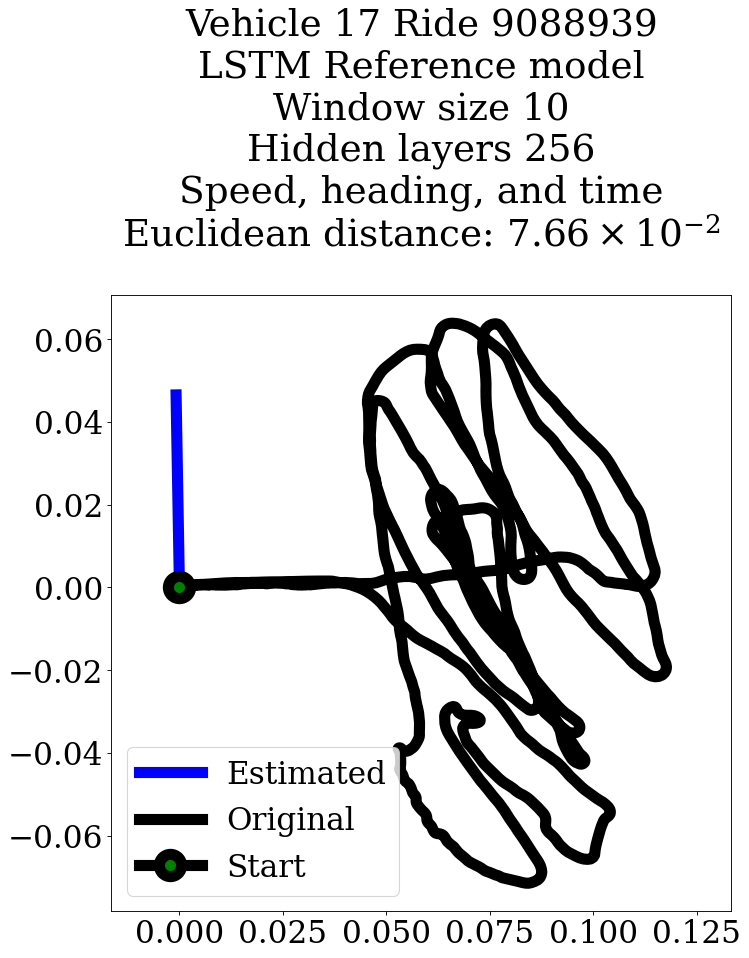 Vehicle 17 Ride 9088939
LSTM Reference model
Window size 10
Hidden layers 256
Speed, heading, and time
Euclidean distance: 7.66 × 10⁻²
0.06
0.04
0.02
0.00
−0.02
−0.04
−0.06
Estimated
Original
Start
0.000 0.025 0.050 0.075 0.100 0.125